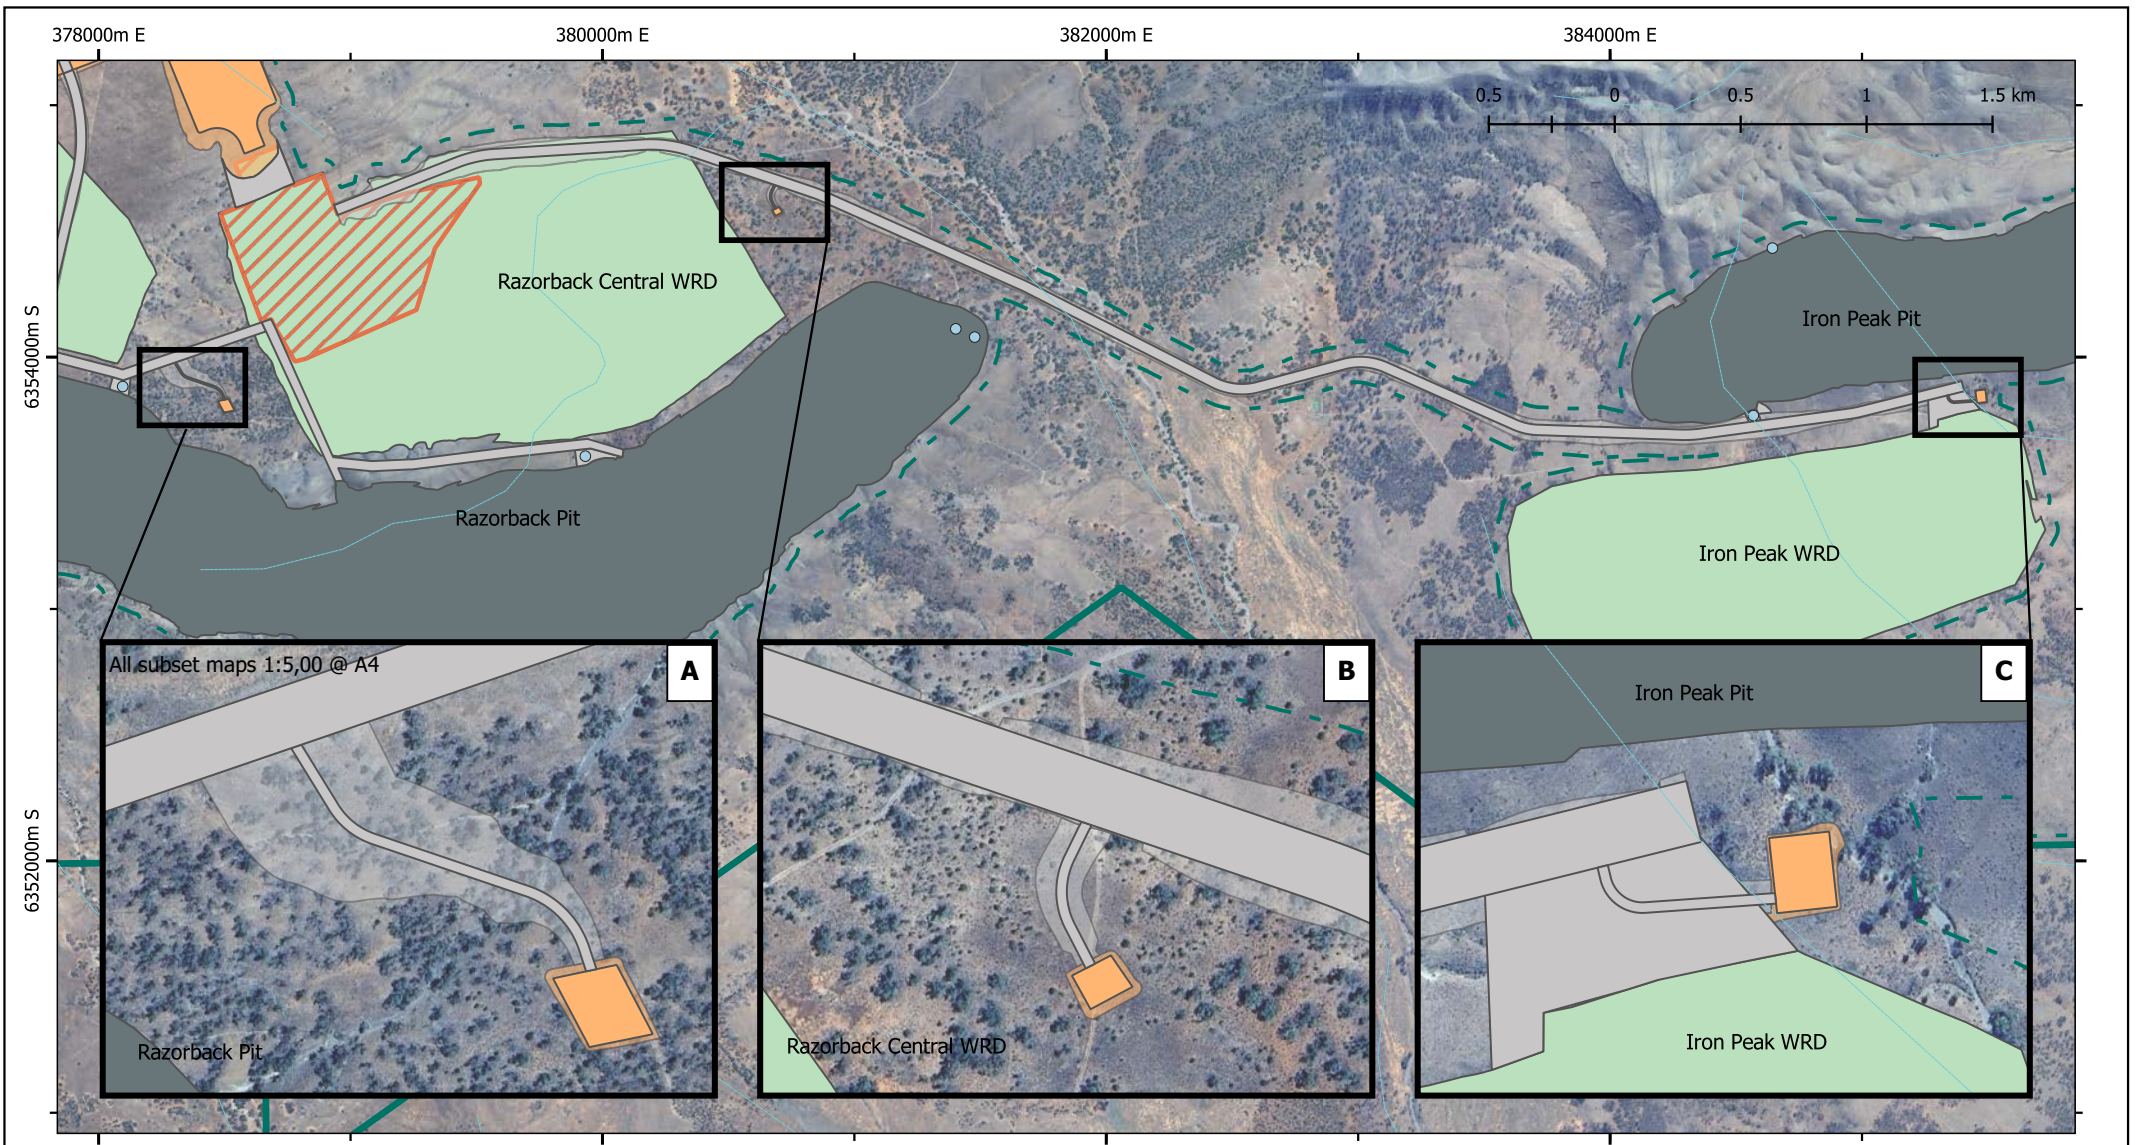 378000m E 380000m E 382000m E 384000m E
0.5 0 0.5 1 1.5 km
Razorback Central WRD
Iron Peak Pit
6354000m S
Razorback Pit
Iron Peak WRD
6352000m S
All subset maps 1:5,00 @ A4
A
Razorback Pit
B
Razorback Central WRD
C
Iron Peak Pit
Iron Peak WRD